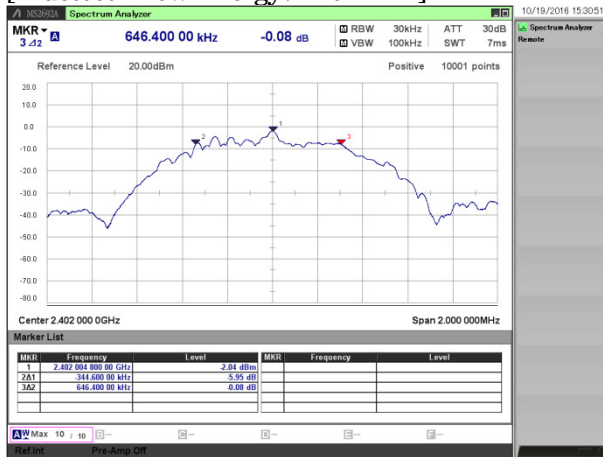 MS2692A Spectrum Analyzer
10/19/2016 15:30:51
MKR
3Δ2 A
646.400 00 kHz
-0.08 dB
M RBW 30kHz ATT 30dB
M VBW 100kHz SWT 7ms
Spectrum Analyzer
Remote
Reference Level 20.00dBm Positive 10001 points
20.0
10.0
0.0
-10.0
-20.0
-30.0
-40.0
-50.0
-60.0
-70.0
-80.0
2
1
3
Center 2.402 000 0GHz Span 2.000 000MHz
Marker List
MKR Frequency Level MKR Frequency Level
1 2.402 004 800 00 GHz -2.04 dBm
2Δ1 -344.600 00 kHz -5.95 dB
3Δ2 646.400 00 kHz -0.08 dB
A W Max 10 / 10 B-- C-- D-- E-- F--
Ref.Int Pre-Amp Off